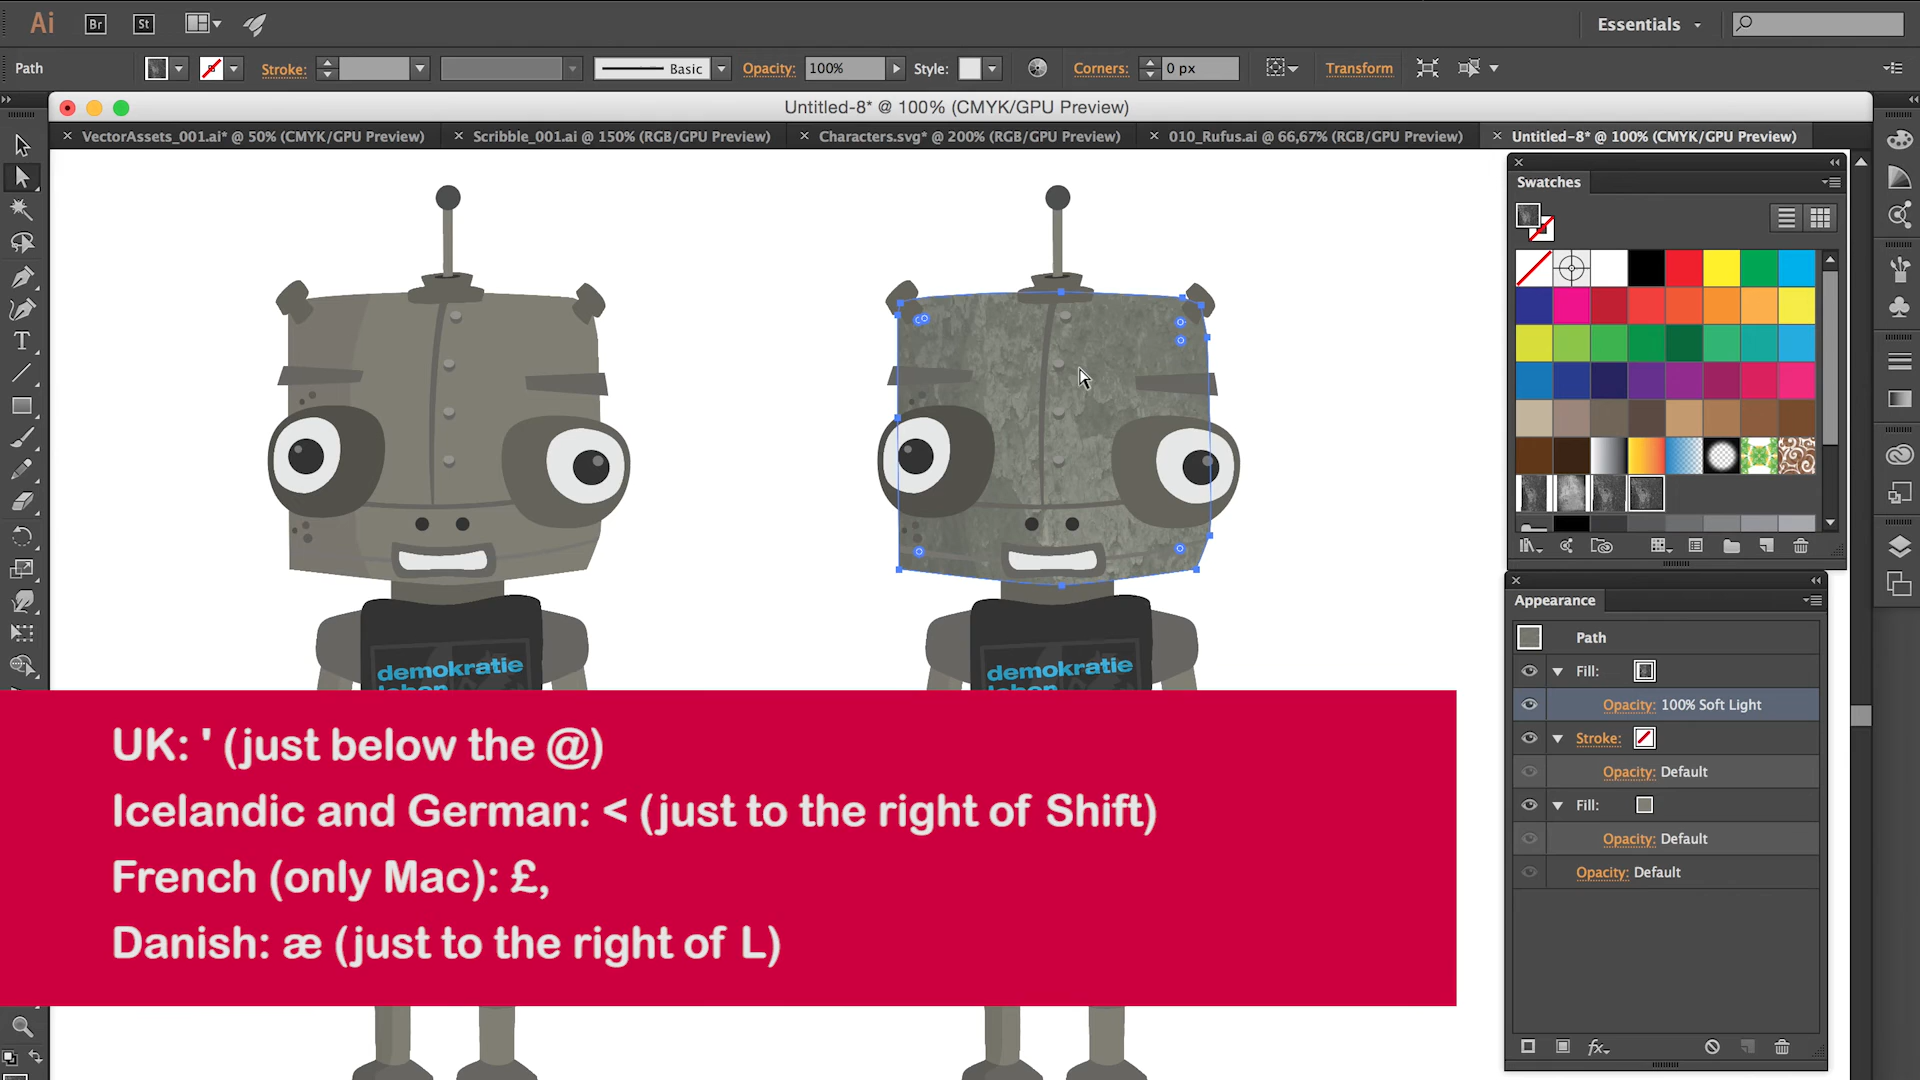 Ai
Br
St
Essentials
Path
Stroke:
Basic
Opacity:
100%
Style:
Corners:
0 px
Transform
Untitled-8* @ 100% (CMYK/GPU Preview)
VectorAssets_001.ai* @ 50% (CMYK/GPU Preview)
Scribble_001.ai @ 150% (RGB/GPU Preview)
Characters.svg* @ 200% (RGB/GPU Preview)
010_Rufus.ai @ 66,67% (RGB/GPU Preview)
Untitled-8* @ 100% (CMYK/GPU Preview)
Swatches
demokratie
demokratie
Appearance
Path
Fill:
Opacity: 100% Soft Light
Stroke:
Opacity: Default
Fill:
Opacity: Default
Opacity: Default
fx
UK: ' (just below the @)
Icelandic and German: < (just to the right of Shift)
French (only Mac): £,
Danish: æ (just to the right of L)